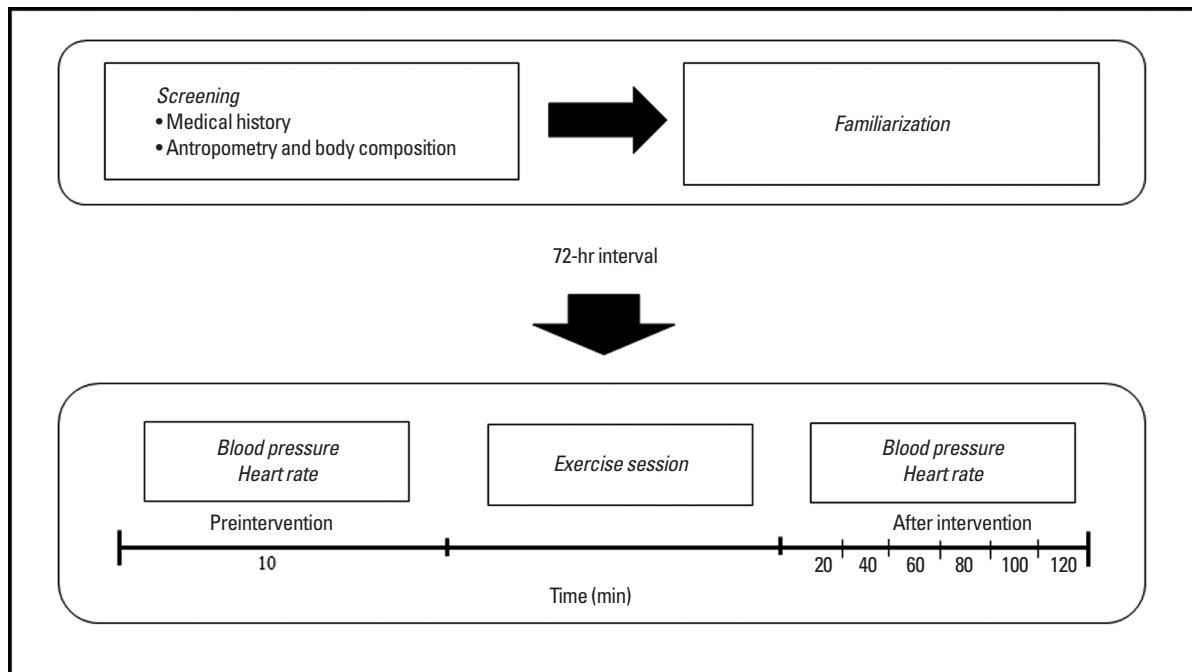 Screening
• Medical history
• Antropometry and body composition
Familiarization
72-hr interval
Blood pressure
Heart rate
Exercise session
Blood pressure
Heart rate
Preintervention
After intervention
10
20 40 60 80 100 120
Time (min)